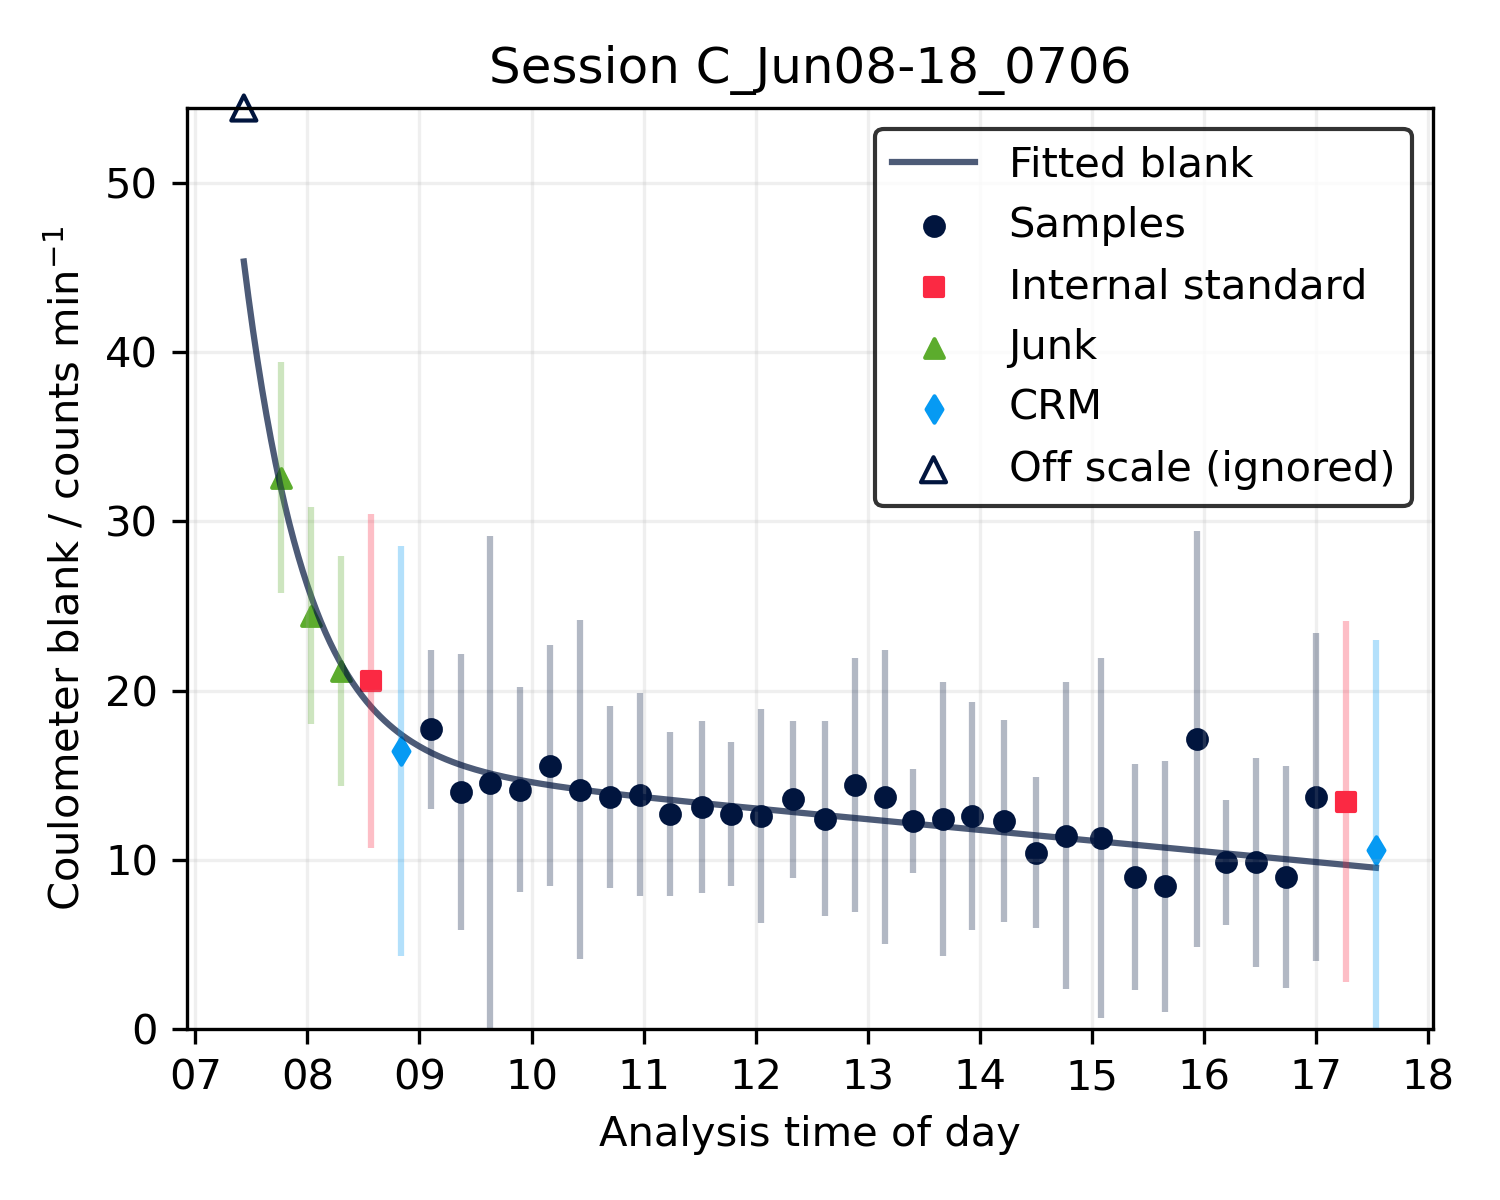 Session C_Jun08-18_0706
Coulometer blank / counts min⁻¹
50
40
30
20
10
0
Fitted blank
Samples
Internal standard
Junk
CRM
Off scale (ignored)
07 08 09 10 11 12 13 14 15 16 17 18
Analysis time of day